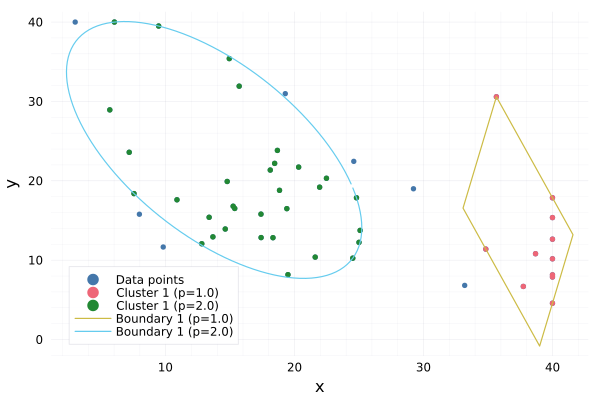 40
30
20
10
0
y
Data points
Cluster 1 (p=1.0)
Cluster 1 (p=2.0)
Boundary 1 (p=1.0)
Boundary 1 (p=2.0)
10 20 30 40
x